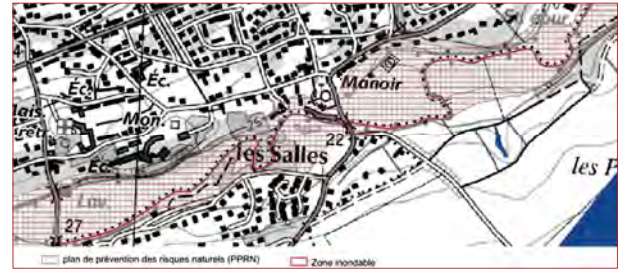 Manoir
Éc.
Éc.
Mon.
22
les Salles
Éc.
les P
Lav.
27
plan de prévention des risques naturels (PPRN)
Zone inondable